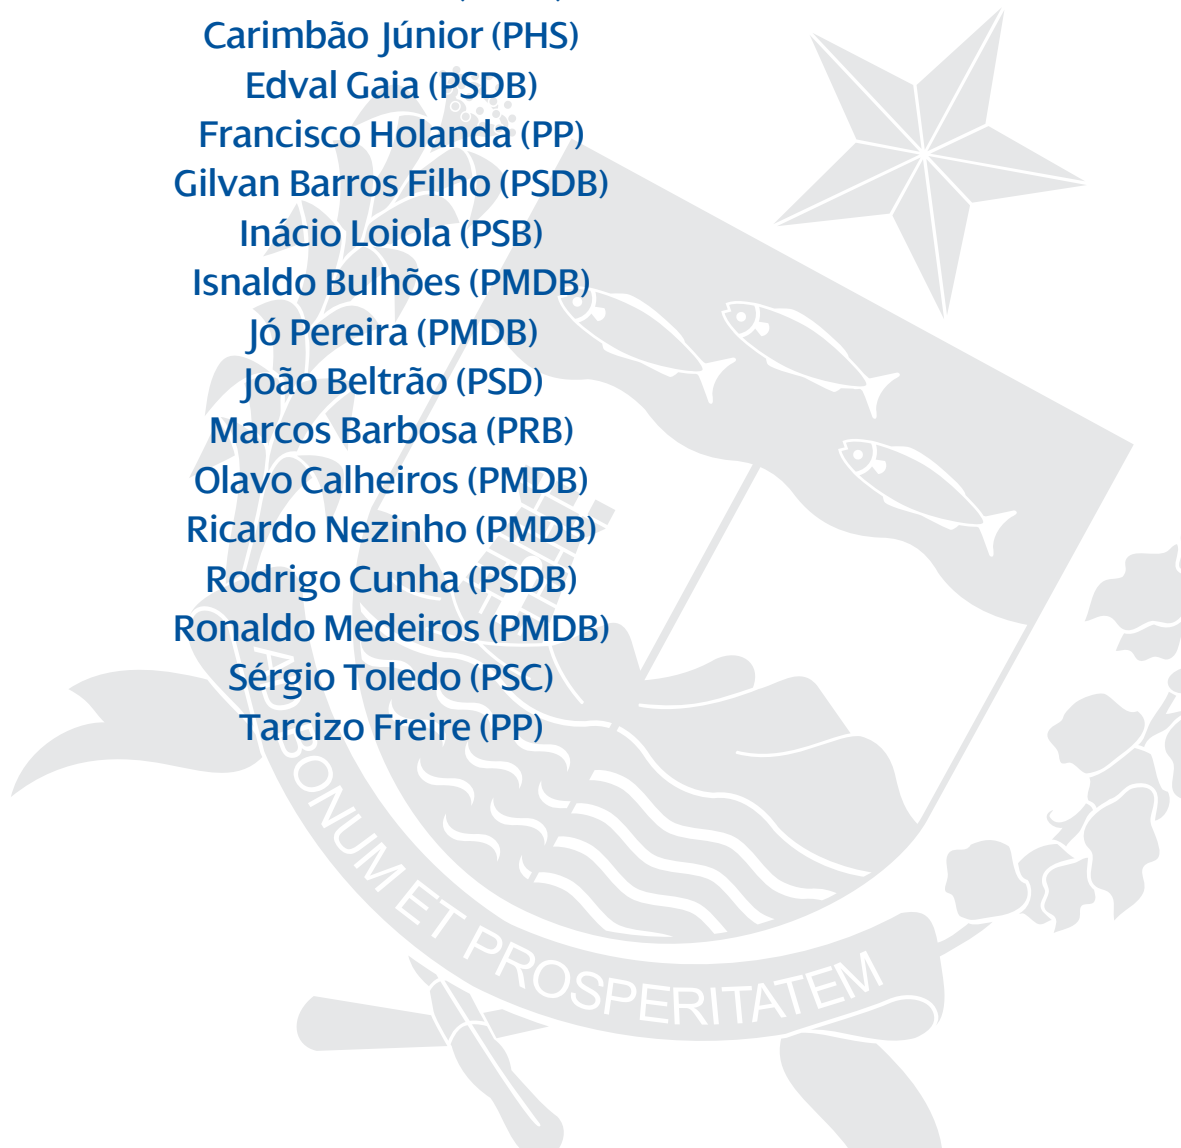 Carimbão Júnior (PHS)
Edval Gaia (PSDB)
Francisco Holanda (PP)
Gilvan Barros Filho (PSDB)
Inácio Loiola (PSB)
Isnaldo Bulhões (PMDB)
Jó Pereira (PMDB)
João Beltrão (PSD)
Marcos Barbosa (PRB)
Olavo Calheiros (PMDB)
Ricardo Nezinho (PMDB)
Rodrigo Cunha (PSDB)
Ronaldo Medeiros (PMDB)
Sérgio Toledo (PSC)
Tarcizo Freire (PP)
AD BONUM ET PROSPERITATEM